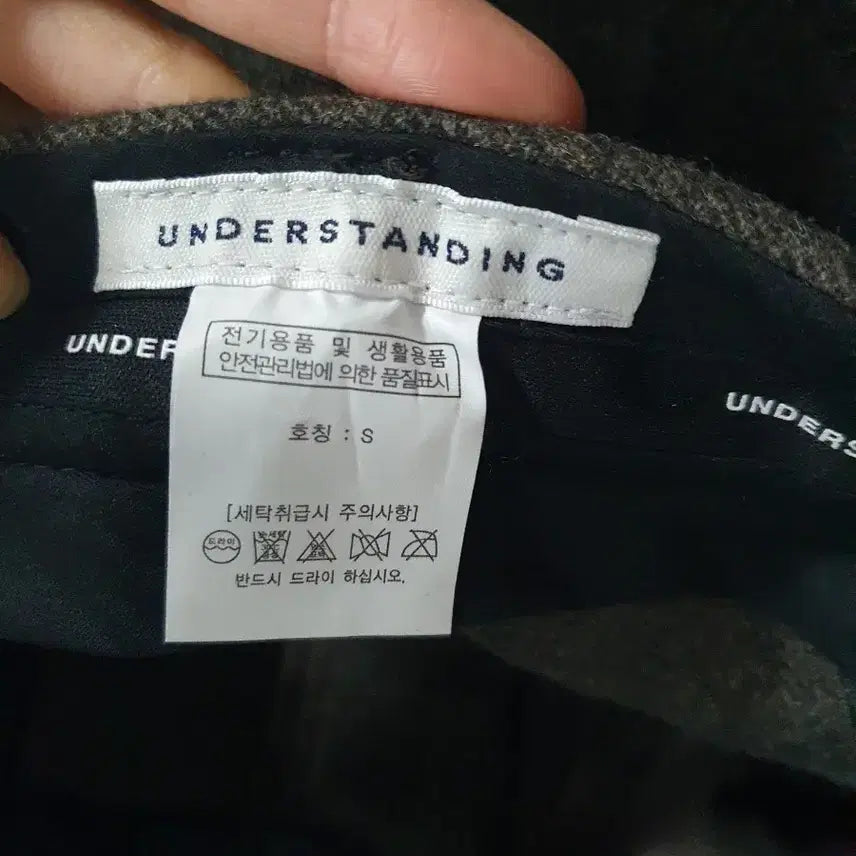 UNDERSTANDING
UNDER
UNDERS
전기용품 및 생활용품
안전관리법에 의한 품질표시
호칭 : S
[세탁취급시 주의사항]
드라이
반드시 드라이 하십시오.